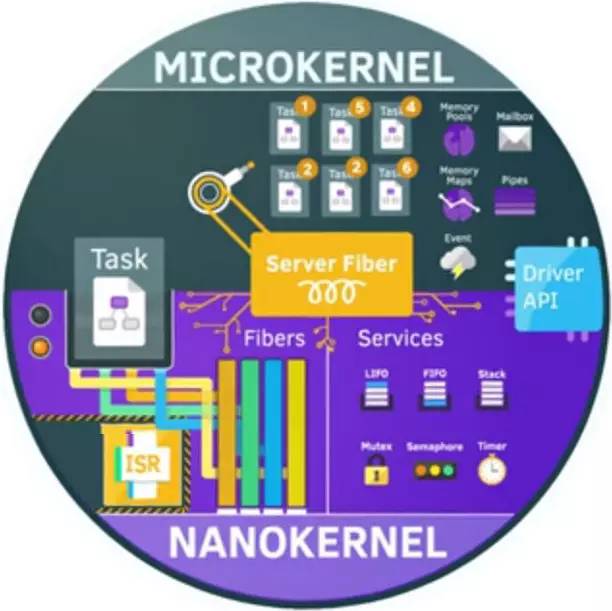 MICROKERNEL
Task 1
Task 5
Task 4
Memory
Pools
Mailbox
Task 2
Task 2
Task 6
Memory
Maps
Pipes
Event
Task
Server Fiber
Driver
API
Fibers
Services
LIFO
FIFO
Stack
ISR
Mutex
Semaphore
Timer
NANOKERNEL